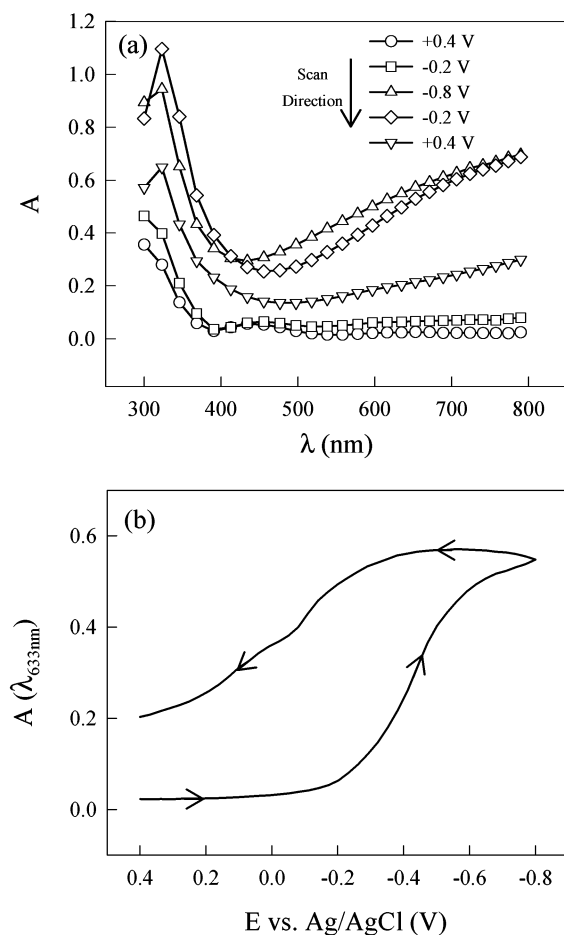 (a)
+0.4 V
-0.2 V
-0.8 V
-0.2 V
+0.4 V
Scan
Direction
1.2
1.0
0.8
0.6
0.4
0.2
0.0
A
300 400 500 600 700 800
λ (nm)
(b)
0.6
0.4
0.2
0.0
A (λ633nm)
0.4 0.2 0.0 -0.2 -0.4 -0.6 -0.8
E vs. Ag/AgCl (V)